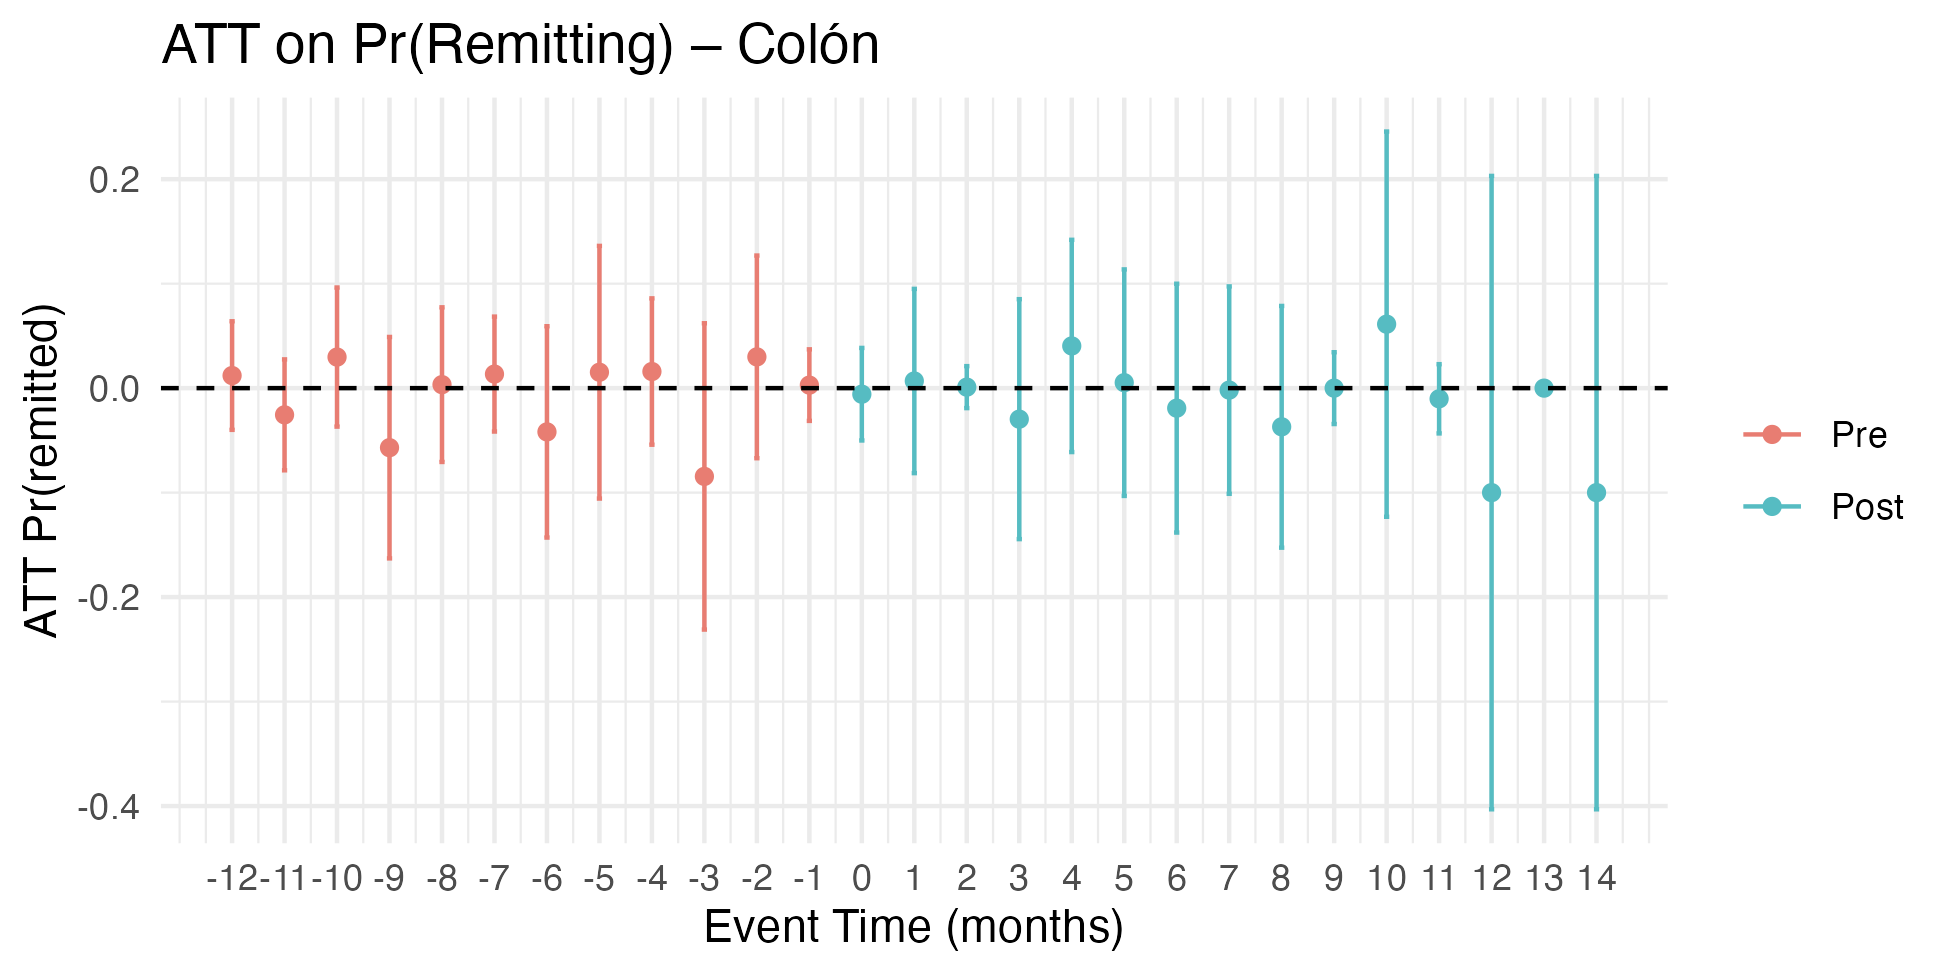 ATT on Pr(Remitting) – Colón
ATT Pr(remitted)
0.2
0.0
-0.2
-0.4
-12 -11 -10 -9 -8 -7 -6 -5 -4 -3 -2 -1 0 1 2 3 4 5 6 7 8 9 10 11 12 13 14
Event Time (months)
Pre
Post